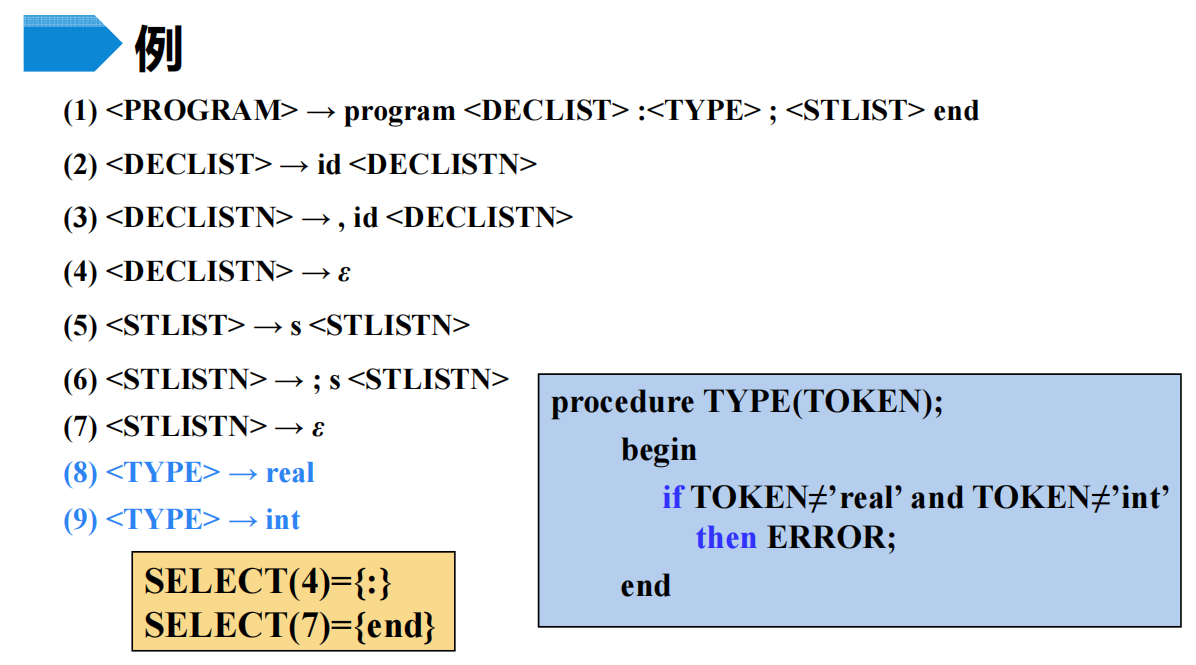 例
(1) <PROGRAM> → program <DECLIST> :<TYPE> ; <STLIST> end
(2) <DECLIST> → id <DECLISTN>
(3) <DECLISTN> → , id <DECLISTN>
(4) <DECLISTN> → ε
(5) <STLIST> → s <STLISTN>
(6) <STLISTN> → ; s <STLISTN>
(7) <STLISTN> → ε
(8) <TYPE> → real
(9) <TYPE> → int
SELECT(4)={:}
SELECT(7)={end}
procedure TYPE(TOKEN);
begin
if TOKEN≠’real’ and TOKEN≠’int’
then ERROR;
end